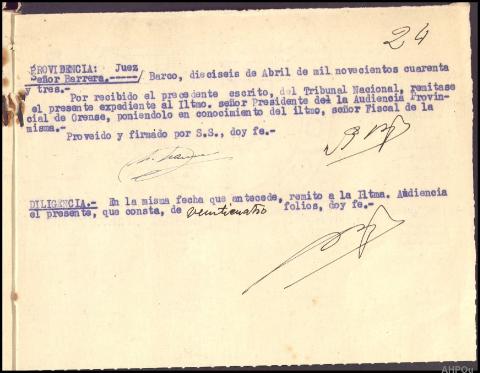 24
PROVIDENCIA: Juez
Señor Barrera.-----/ Barco, dieciseis de Abril de mil novecientos cuarenta
y tres.-
Por recibido el precedente escrito, del Tribunal Nacional, remitase
el presente expediente al Iltmo. señor Presidente del la Audiencia Provin-
cial de Orense, poniendolo en conocimiento del iltmo, señor Fiscal de la
misma.-
Proveido y firmado por S.S., doy fe.-
DILIGENCIA.- En la misma fecha que antecede, remito a la Iltma. Audiencia
el presente, que consta, de veinticuatro folios, doy fe.-
AHPOu